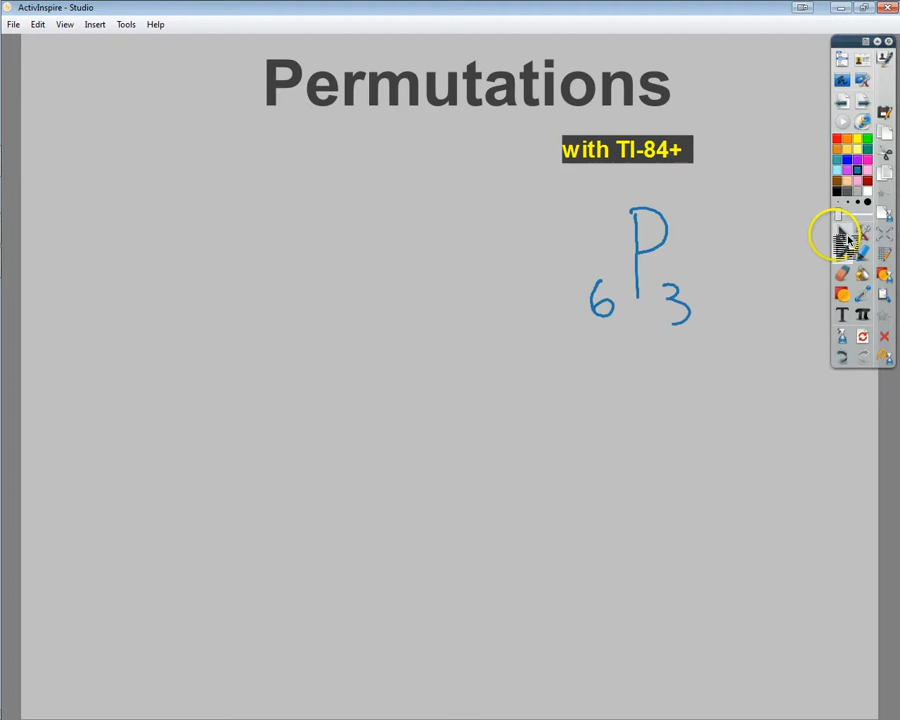 ActivInspire - Studio
File Edit View Insert Tools Help
Permutations
with TI-84+
6 P 3